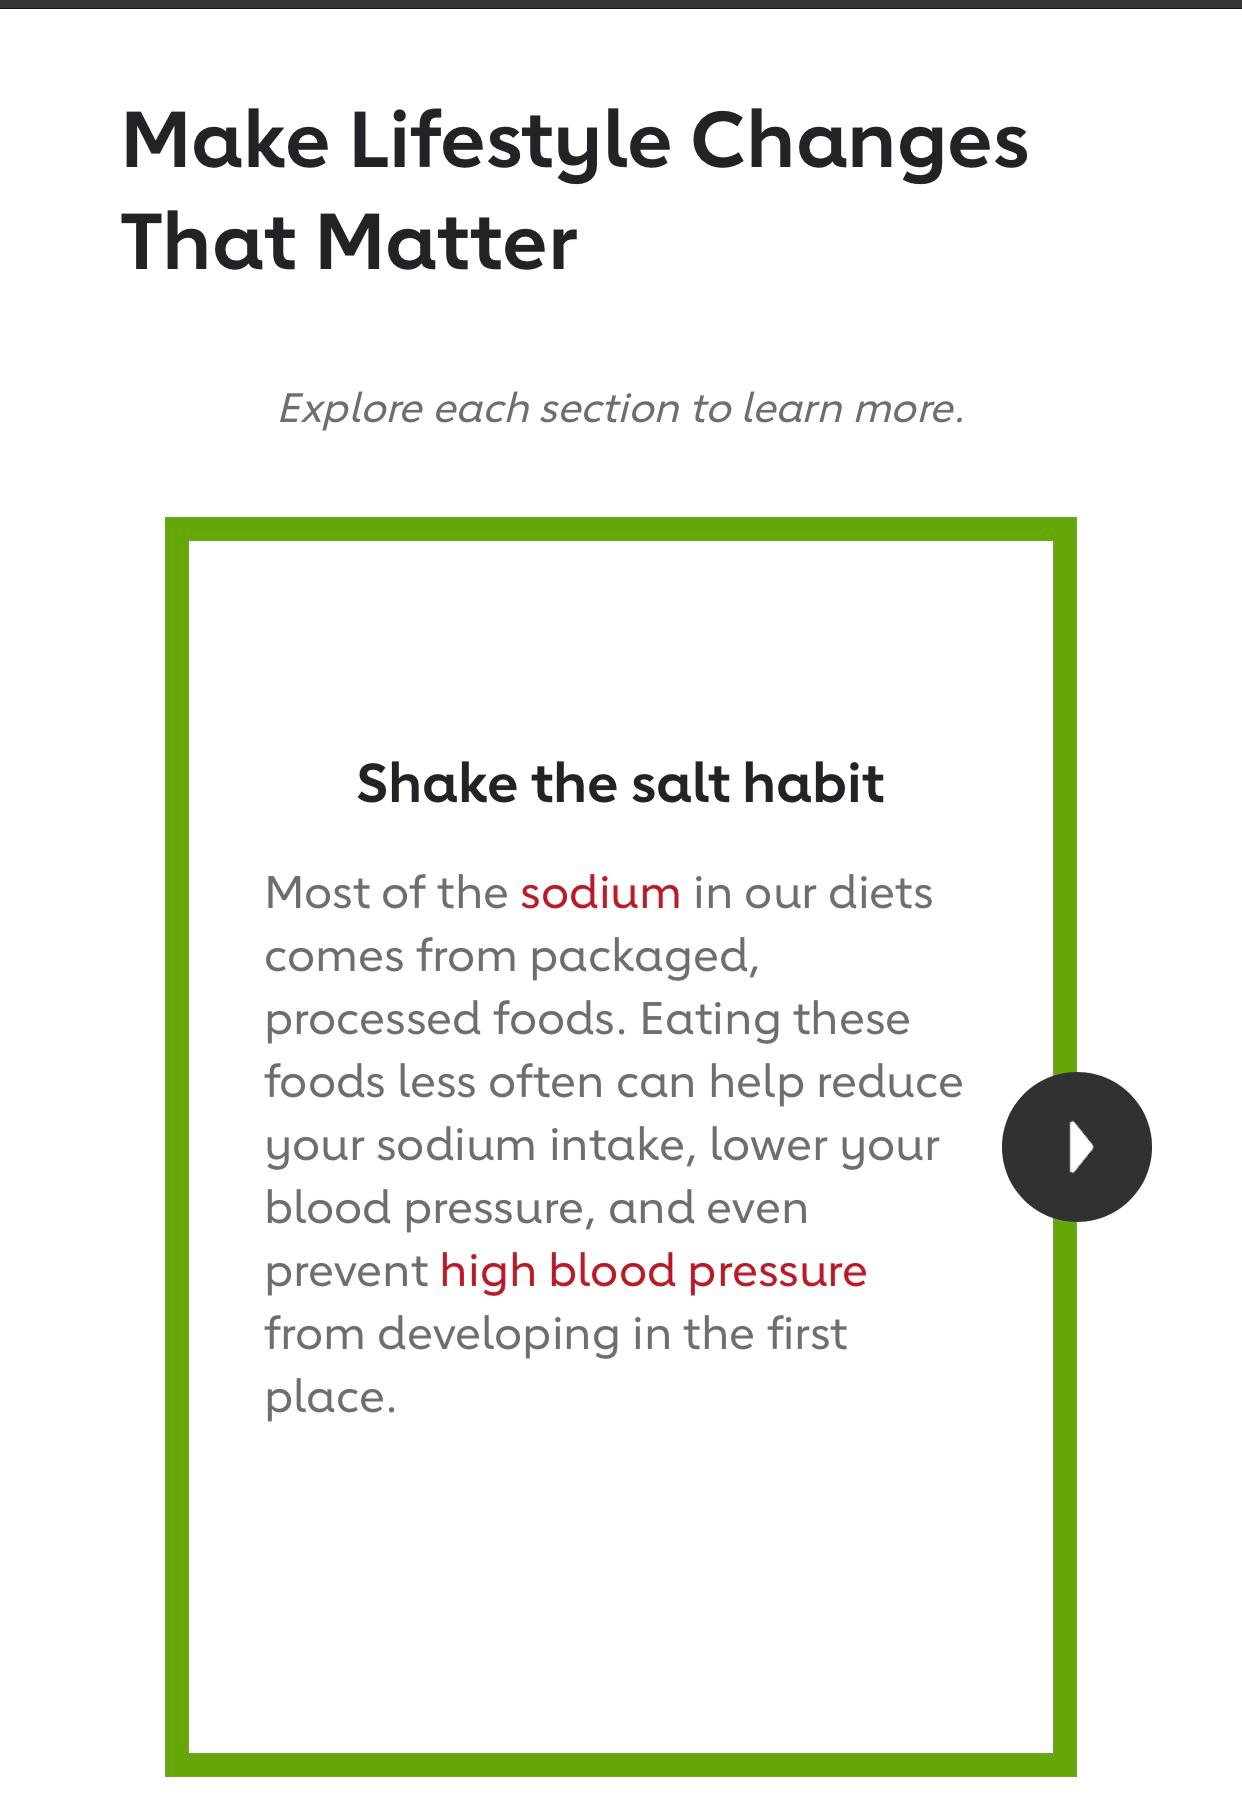 Make Lifestyle Changes
That Matter
Explore each section to learn more.
Shake the salt habit
Most of the sodium in our diets
comes from packaged,
processed foods. Eating these
foods less often can help reduce
your sodium intake, lower your
blood pressure, and even
prevent high blood pressure
from developing in the first
place.